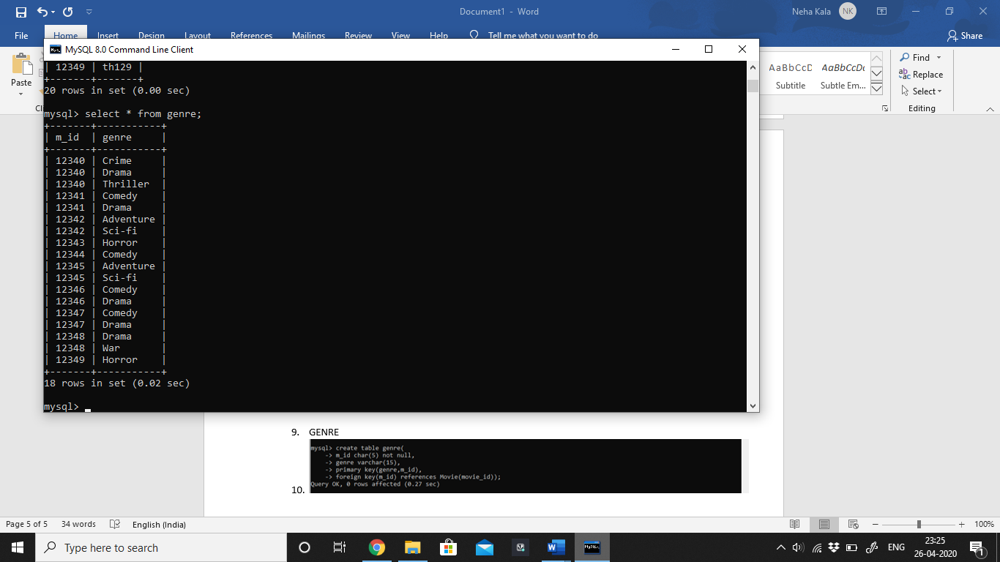 Document1 - Word
Neha Kala NK
File Home Insert Design Layout References Mailings Review View Help Tell me what you want to do Share
MySQL 8.0 Command Line Client
Paste
AaBbCcD AaBbCcDc
Subtitle Subtle Em...
Find
Replace
Select
Editing
| 12349 | th129 |
+-------+-------+
20 rows in set (0.00 sec)
mysql> select * from genre;
+-------+-----------+
| m_id | genre |
+-------+-----------+
| 12340 | Crime |
| 12340 | Drama |
| 12340 | Thriller |
| 12341 | Comedy |
| 12341 | Drama |
| 12342 | Adventure |
| 12342 | Sci-fi |
| 12343 | Horror |
| 12344 | Comedy |
| 12345 | Adventure |
| 12345 | Sci-fi |
| 12346 | Comedy |
| 12346 | Drama |
| 12347 | Comedy |
| 12347 | Drama |
| 12348 | Drama |
| 12348 | War |
| 12349 | Horror |
+-------+-----------+
18 rows in set (0.02 sec)
mysql>
9. GENRE
mysql> create table genre(
-> m_id char(5) not null,
-> genre varchar(15),
-> primary key(genre,m_id),
-> foreign key(m_id) references Movie(movie_id));
Query OK, 0 rows affected (0.27 sec)
10.
Page 5 of 5 34 words English (India) 100%
Type here to search
ENG
23:25
26-04-2020
1